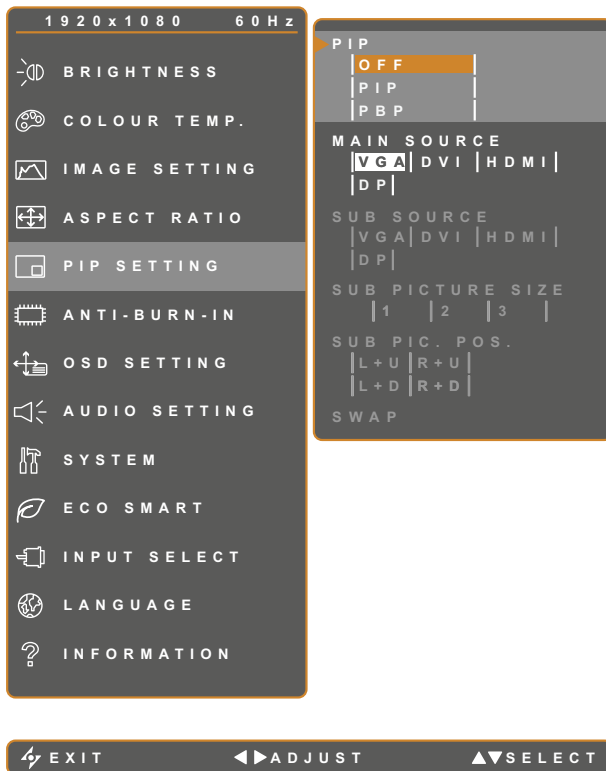 1920x1080 60Hz
BRIGHTNESS
COLOUR TEMP.
IMAGE SETTING
ASPECT RATIO
PIP SETTING
ANTI-BURN-IN
OSD SETTING
AUDIO SETTING
SYSTEM
ECO SMART
INPUT SELECT
LANGUAGE
INFORMATION
PIP
OFF
PIP
PBP
MAIN SOURCE
VGA DVI HDMI
DP
SUB SOURCE
VGA DVI HDMI
DP
SUB PICTURE SIZE
1 2 3
SUB PIC. POS.
L+U R+U
L+D R+D
SWAP
EXIT ADJUST SELECT